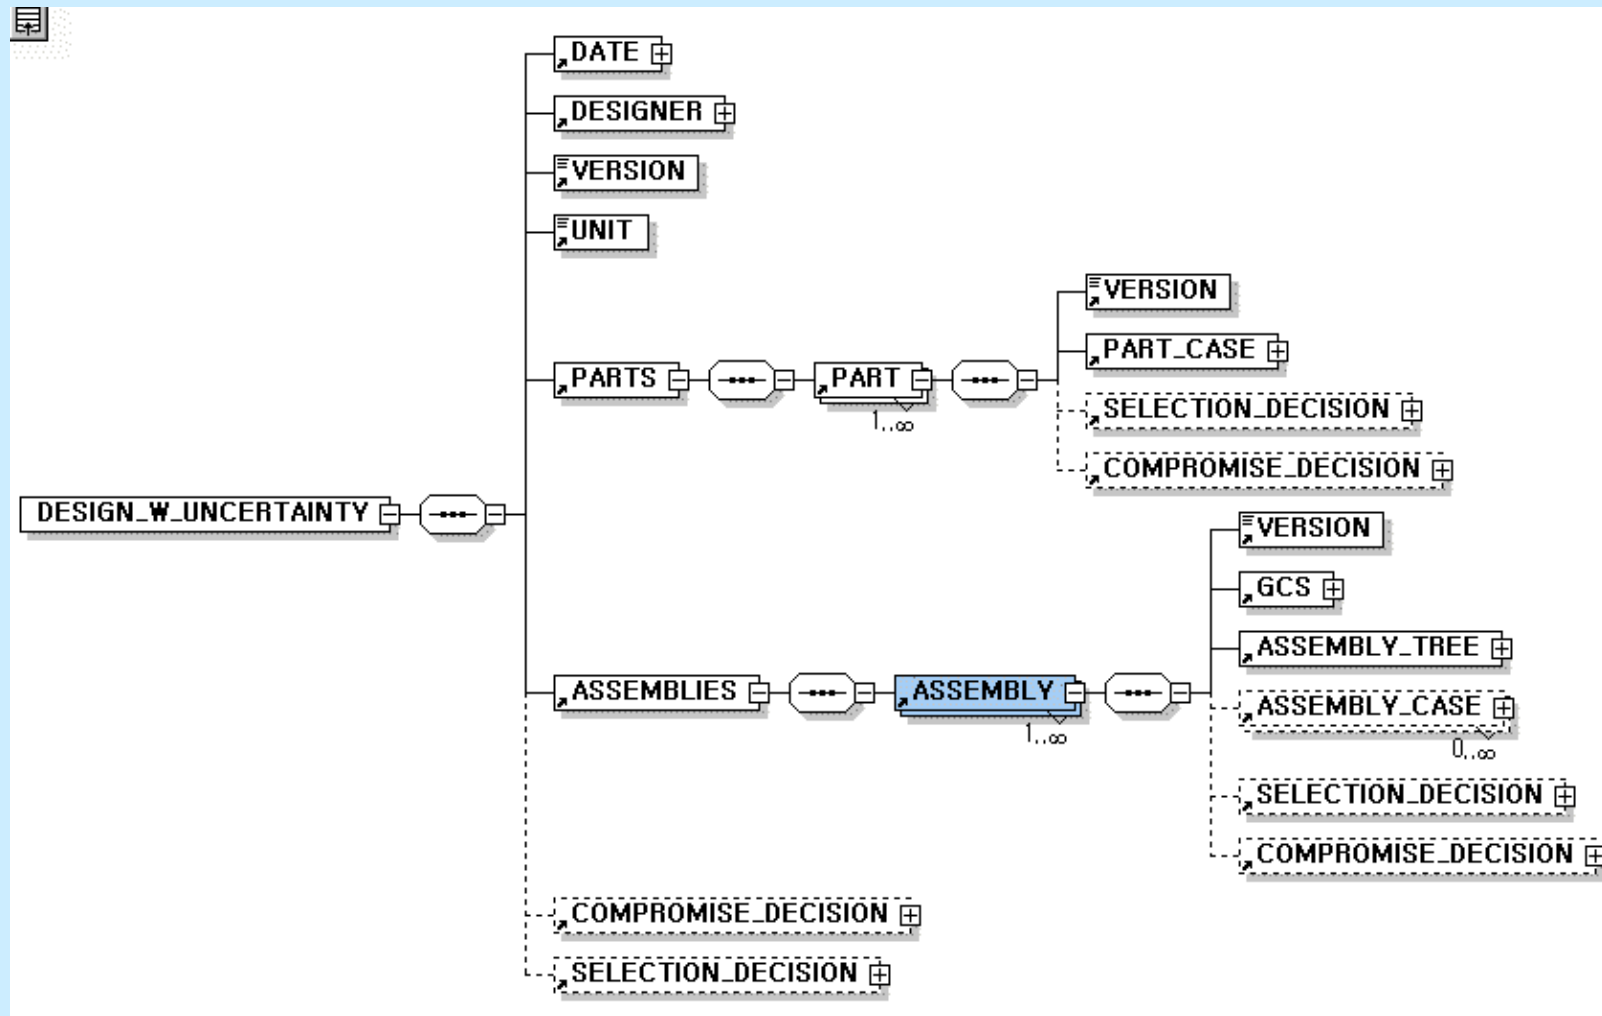 DATE
DESIGNER
VERSION
UNIT
VERSION
PART_CASE
PARTS
PART
1..∞
SELECTION_DECISION
COMPROMISE_DECISION
DESIGN_W_UNCERTAINTY
VERSION
GCS
ASSEMBLY_TREE
ASSEMBLIES
ASSEMBLY
1..∞
ASSEMBLY_CASE
0..∞
SELECTION_DECISION
COMPROMISE_DECISION
COMPROMISE_DECISION
SELECTION_DECISION